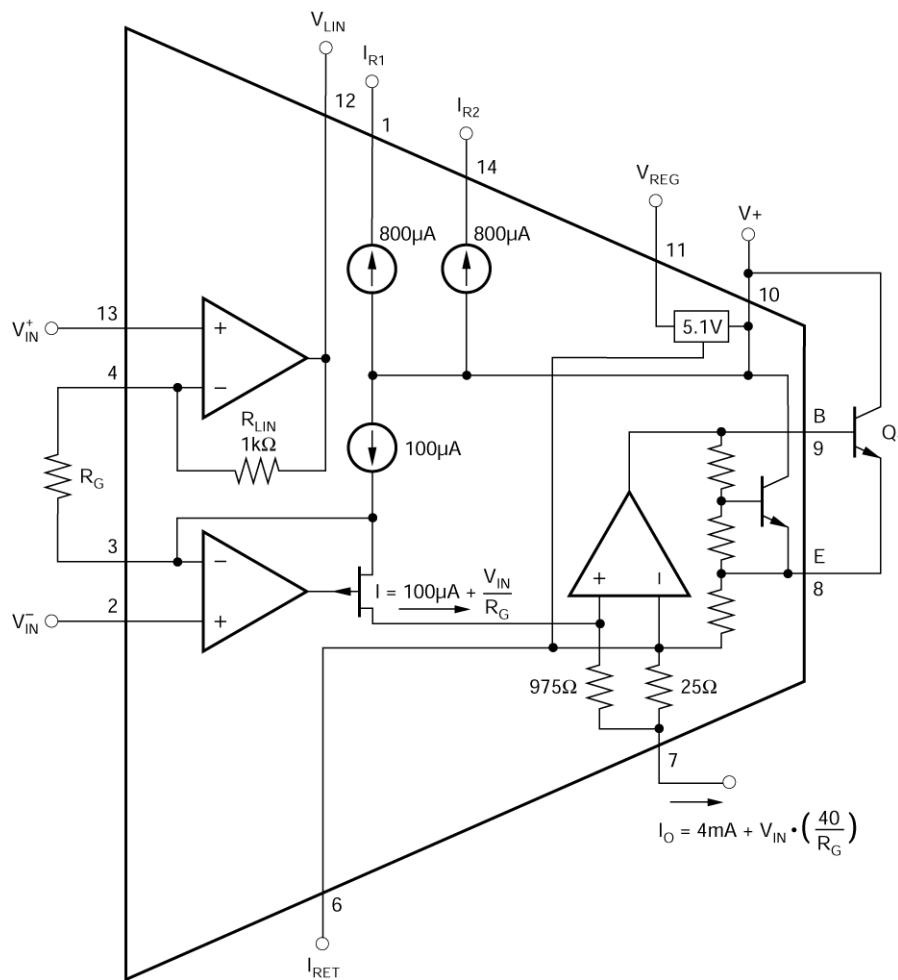 V_LIN
I_R1
12
1
I_R2
14
V_REG
V+
800µA
800µA
11
10
13
V_IN^+
5.1V
4
R_LIN
1kΩ
100µA
B
9
Q
R_G
3
I = 100µA + V_IN/R_G
E
8
2
V_IN^-
975Ω
25Ω
7
I_O = 4mA + V_IN • (40/R_G)
6
I_RET
+
−
−
+
+
−